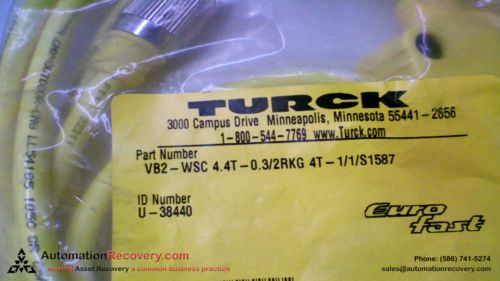 TURCK
3000 Campus Drive Minneapolis, Minnesota 55441-2656
1-800-544-7769 www.Turck.com
Part Number
VB2-WSC 4.4T-0.3/2RKG 4T-1/1/S1587
ID Number
U-38440
Euro fast
LL54185
AutomationRecovery.com
making Asset Recovery a common business practice
Phone: (586) 741-5274
sales@automationrecovery.com